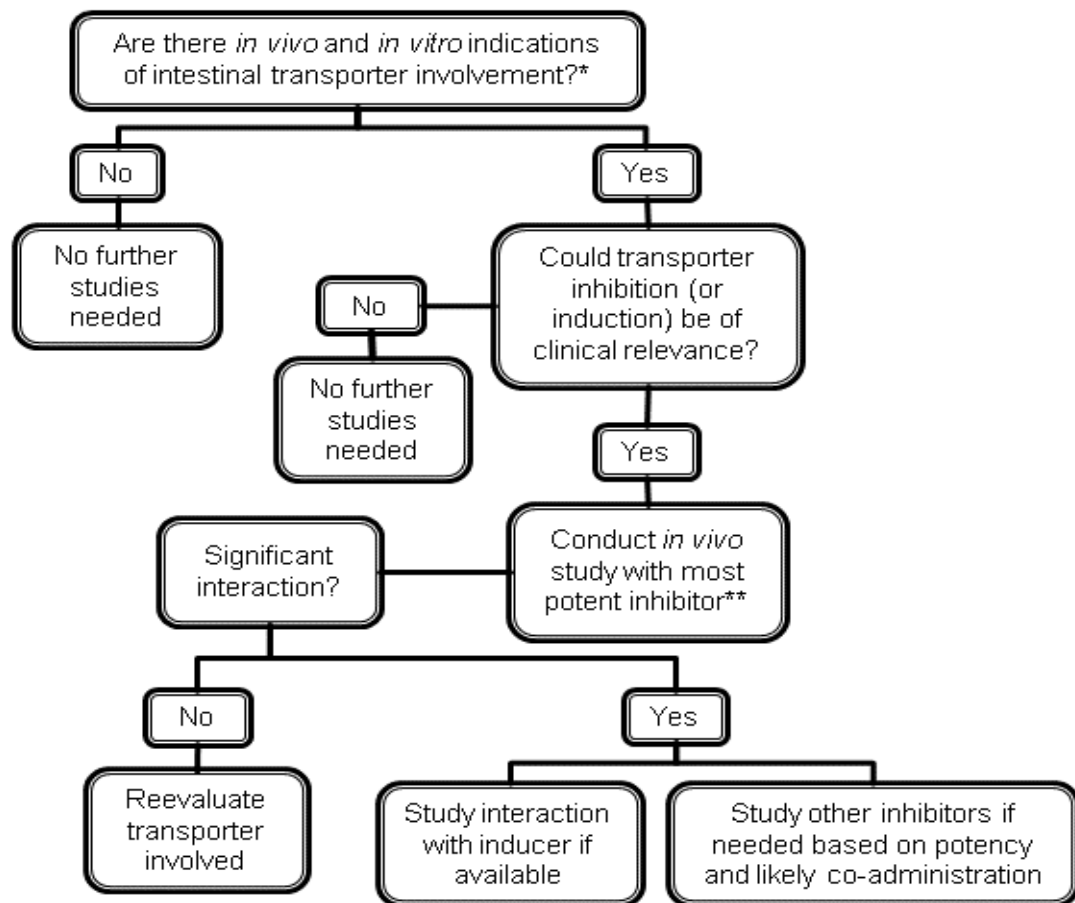 Are there in vivo and in vitro indications
of intestinal transporter involvement?*
No
Yes
No further
studies
needed
Could transporter
inhibition (or
induction) be of
clinical relevance?
No
No further
studies
needed
Yes
Significant
interaction?
Conduct in vivo
study with most
potent inhibitor**
No
Yes
Reevaluate
transporter
involved
Study interaction
with inducer if
available
Study other inhibitors if
needed based on potency
and likely co-administration